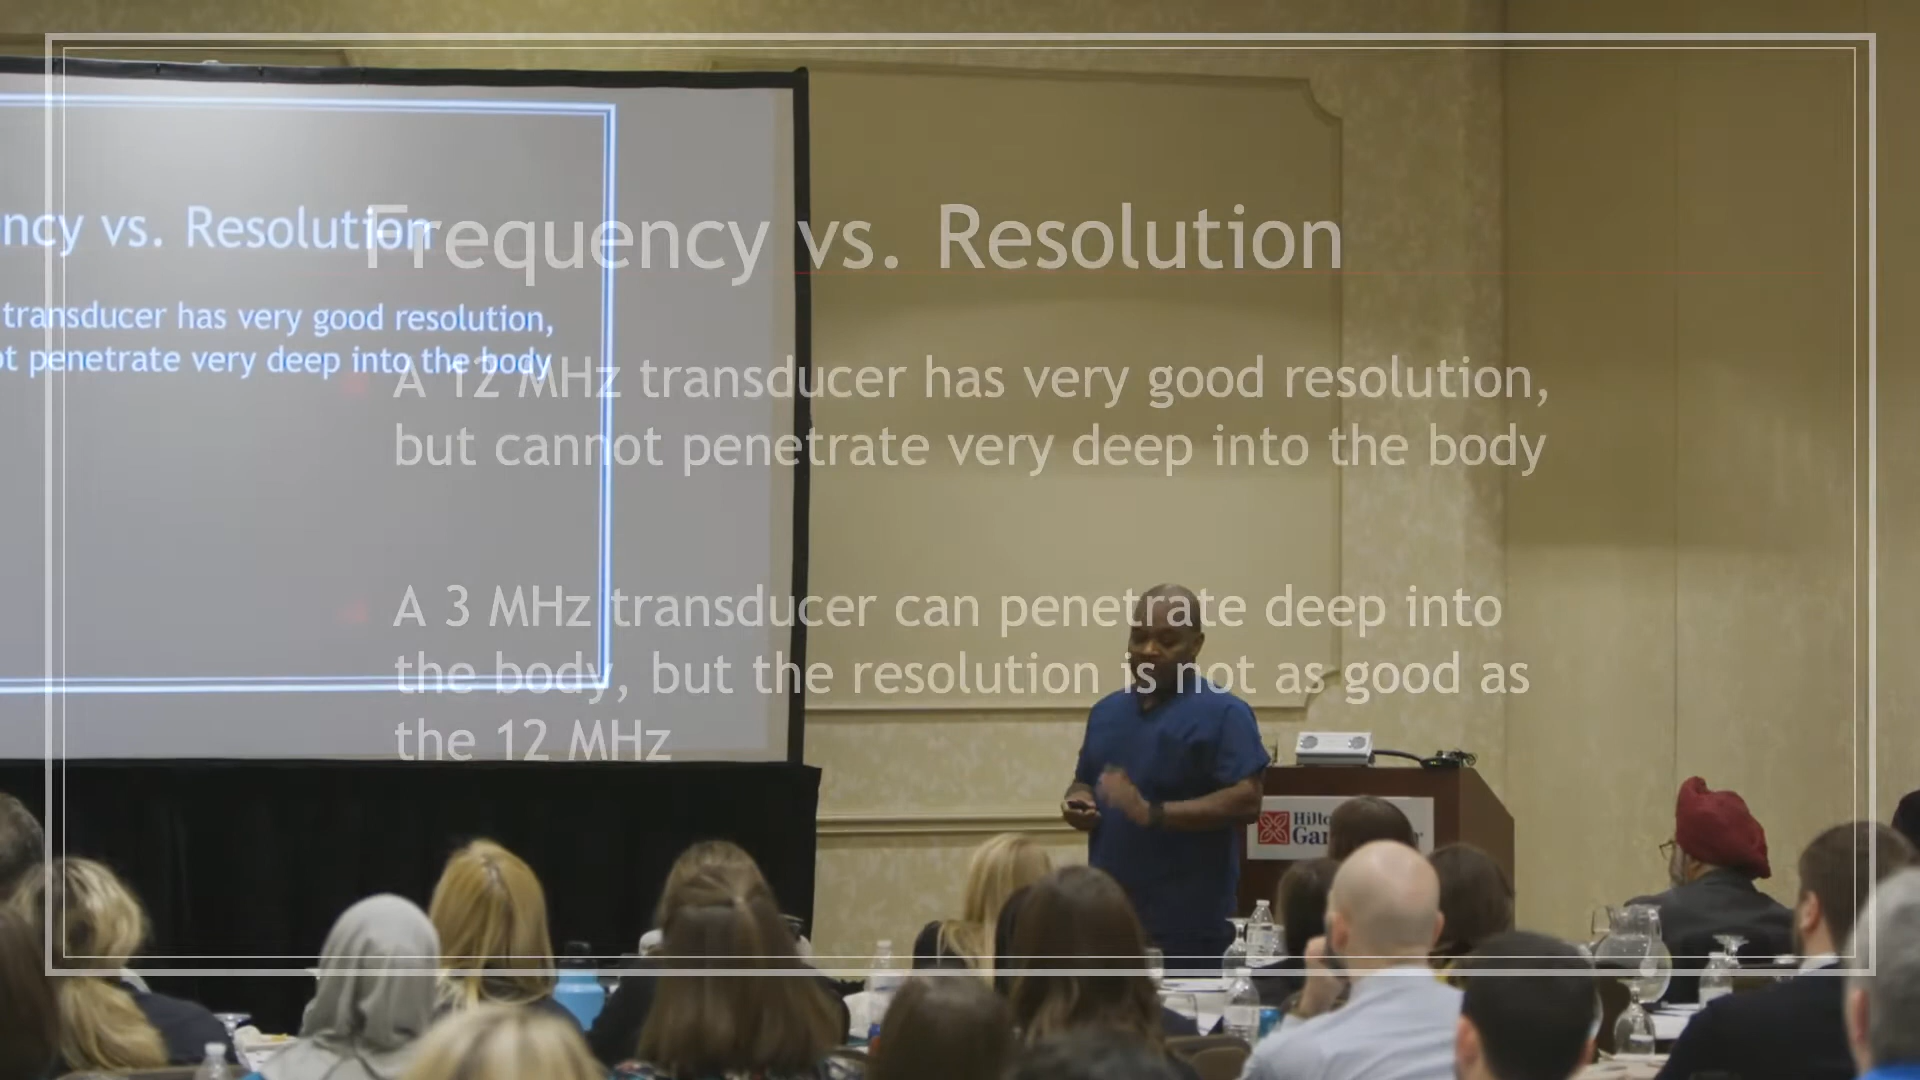 ncy vs. Resolution
transducer has very good resolution,
ot penetrate very deep into the body
Frequency vs. Resolution
A 12 MHz transducer has very good resolution,
but cannot penetrate very deep into the body
A 3 MHz transducer can penetrate deep into
the body, but the resolution is not as good as
the 12 MHz